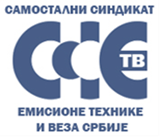 САМОСТАЛНИ СИНДИКАТ
ССЕ
ТВ
ЕМИСИОНЕ ТЕХНИКЕ
И ВЕЗА СРБИЈЕ